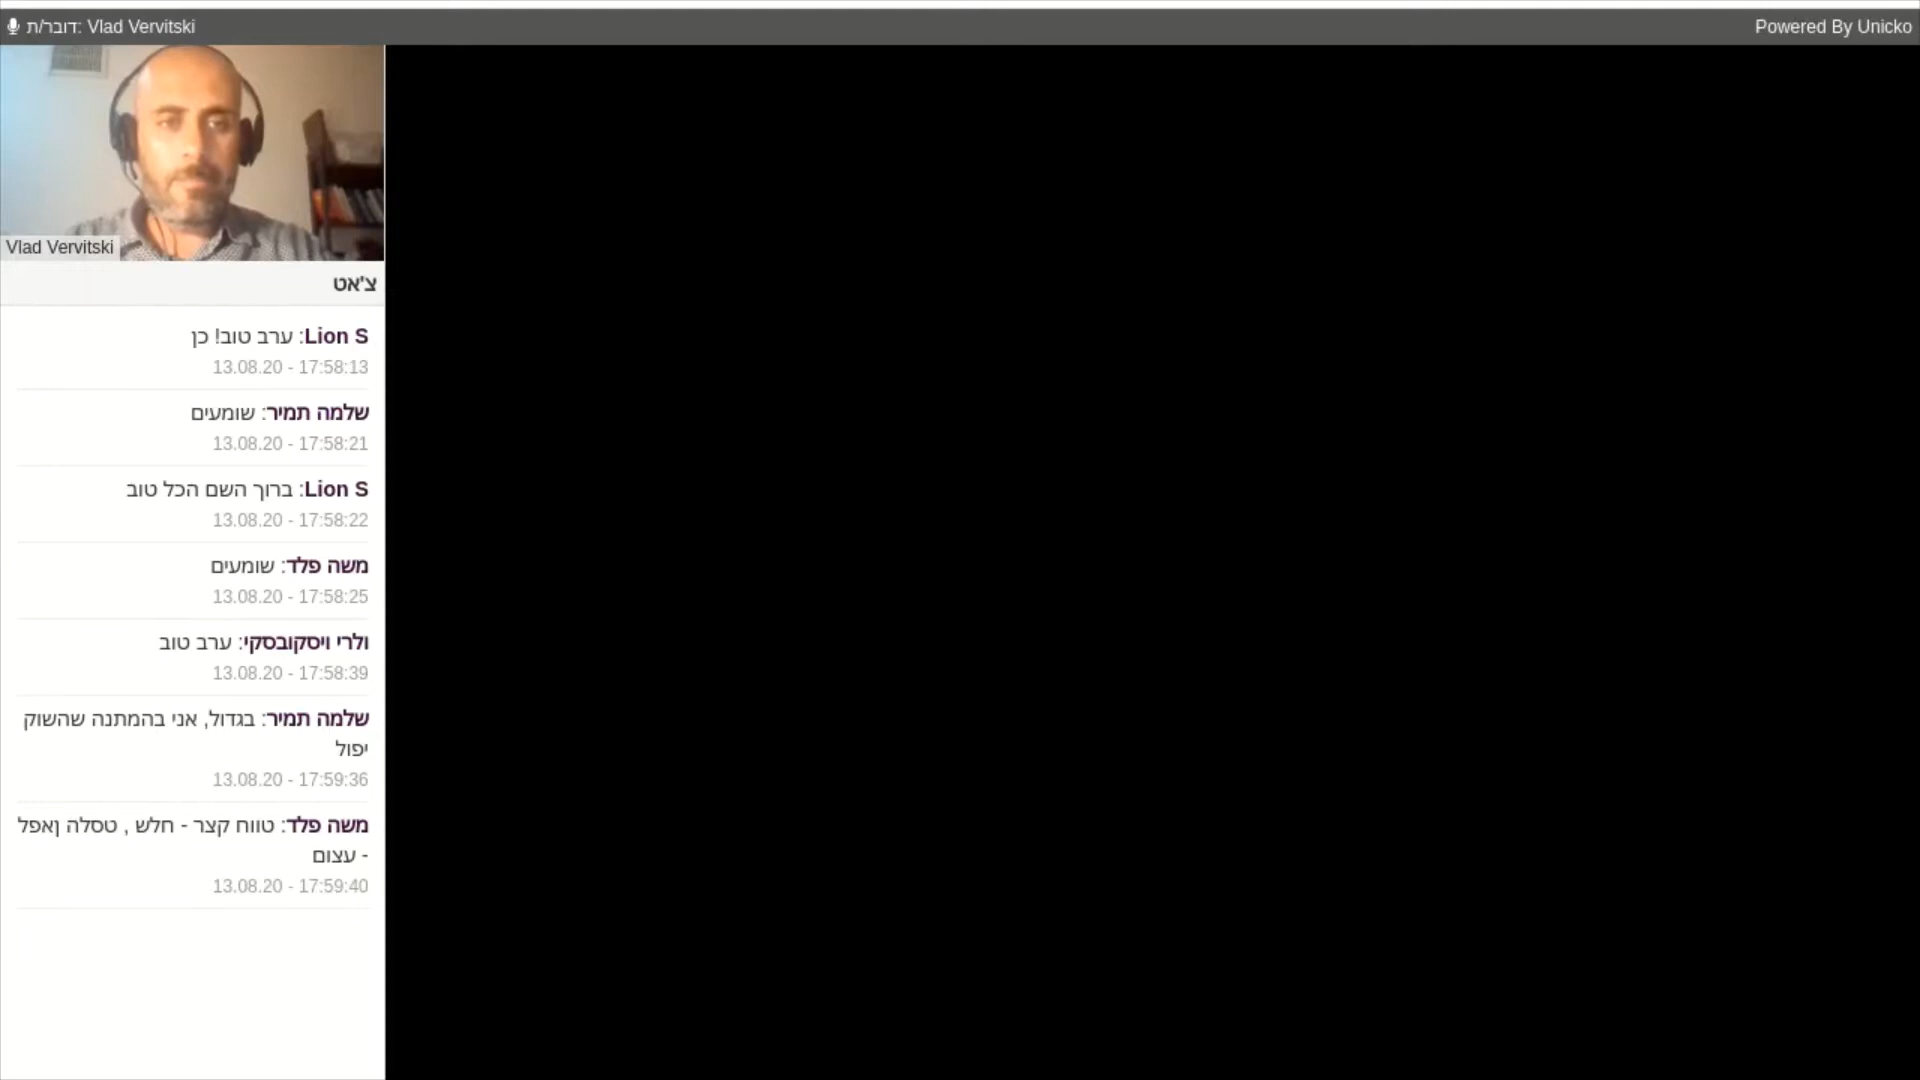 דובר/ת: Vlad Vervitski
Powered By Unicko
Vlad Vervitski
צ'אט
Lion S: ערב טוב! כן
13.08.20 - 17:58:13
שלמה תמיר: שומעים
13.08.20 - 17:58:21
Lion S: ברוך השם הכל טוב
13.08.20 - 17:58:22
משה פלד: שומעים
13.08.20 - 17:58:25
ולרי ויסקובסקי: ערב טוב
13.08.20 - 17:58:39
שלמה תמיר: בגדול, אני בהמתנה שהשוק
יפול
13.08.20 - 17:59:36
משה פלד: טווח קצר - חלש , טסלה ןאפל
- עצום
13.08.20 - 17:59:40